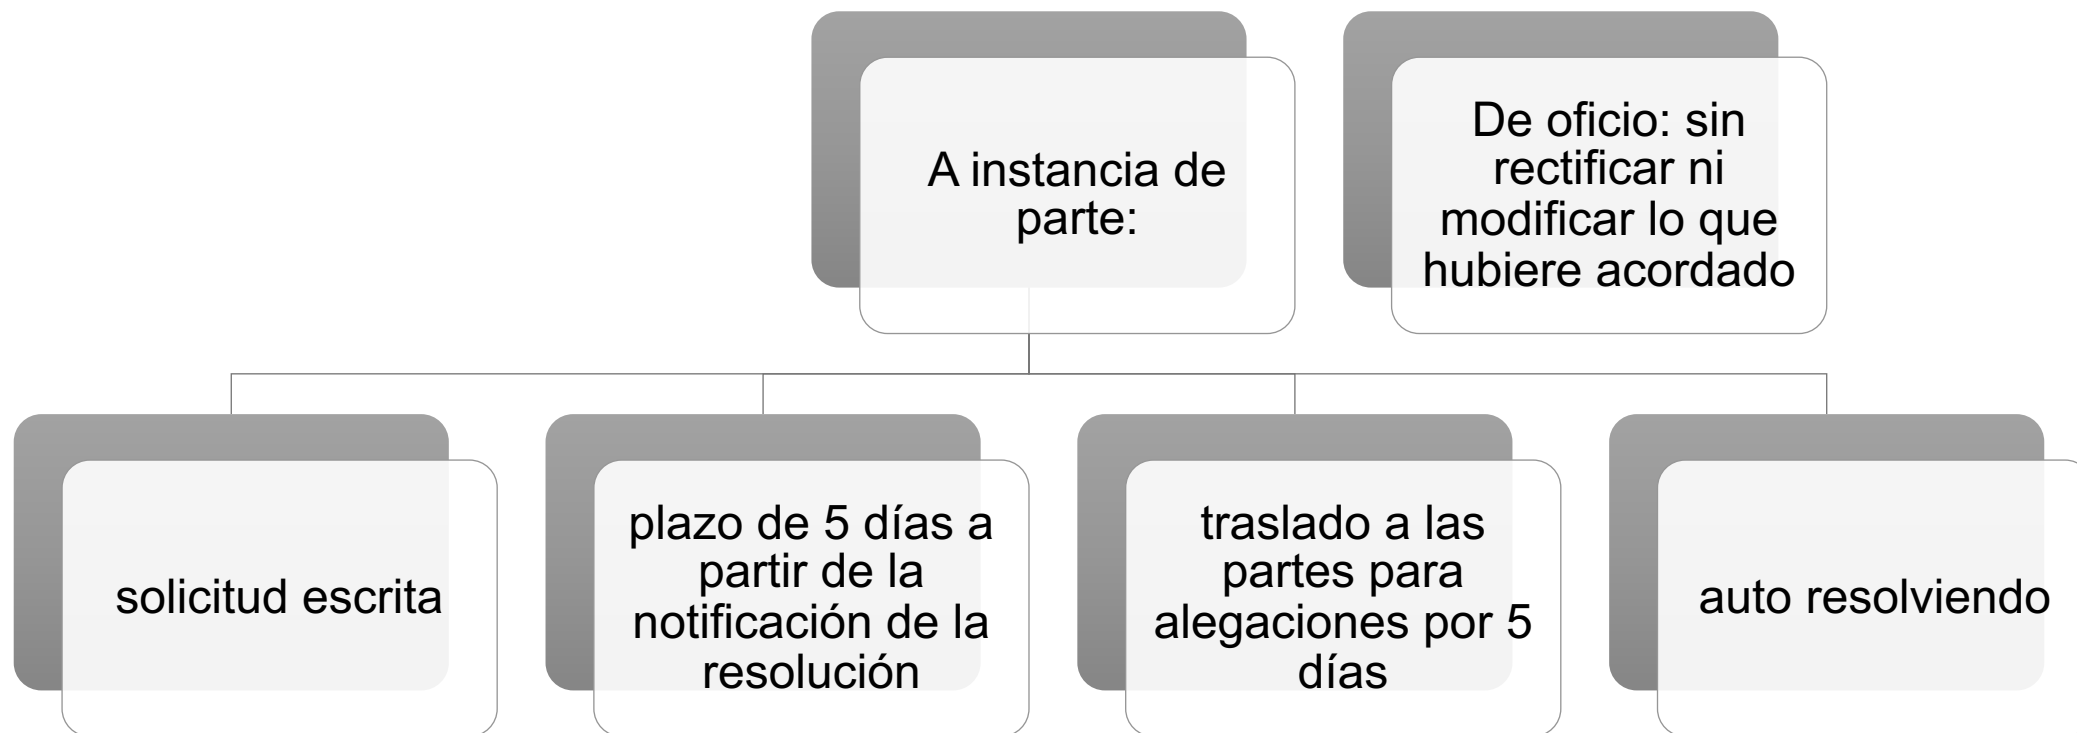 A instancia de
parte:
De oficio: sin
rectificar ni
modificar lo que
hubiere acordado
solicitud escrita
plazo de 5 días a
partir de la
notificación de la
resolución
traslado a las
partes para
alegaciones por 5
días
auto resolviendo